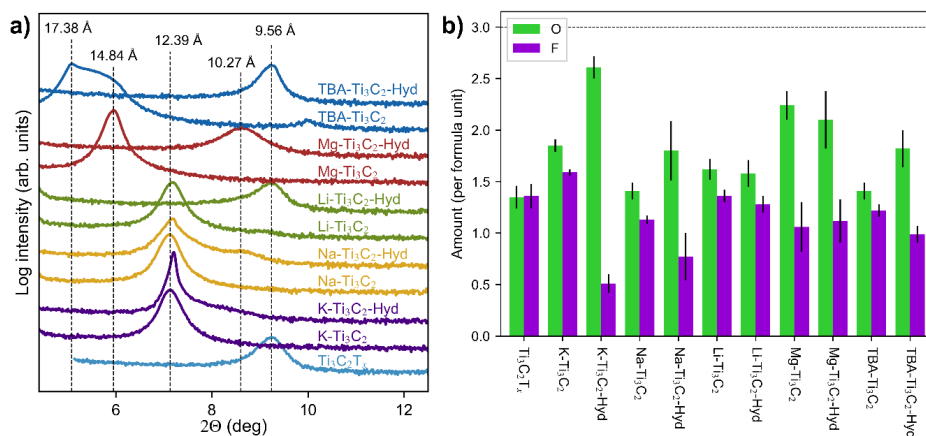 a)
17.38 Å
14.84 Å
12.39 Å
10.27 Å
9.56 Å
TBA-Ti₃C₂-Hyd
TBA-Ti₃C₂
Mg-Ti₃C₂-Hyd
Mg-Ti₃C₂
Li-Ti₃C₂-Hyd
Li-Ti₃C₂
Na-Ti₃C₂-Hyd
Na-Ti₃C₂
K-Ti₃C₂-Hyd
K-Ti₃C₂
Ti₃C₂Tₓ
Log intensity (arb. units)
6 8 10 12
2Θ (deg)
b)
O
F
Amount (per formula unit)
3.0
2.5
2.0
1.5
1.0
0.5
0.0
Ti₃C₂Tₓ
K-Ti₃C₂
K-Ti₃C₂-Hyd
Na-Ti₃C₂
Na-Ti₃C₂-Hyd
Li-Ti₃C₂
Li-Ti₃C₂-Hyd
Mg-Ti₃C₂
Mg-Ti₃C₂-Hyd
TBA-Ti₃C₂
TBA-Ti₃C₂-Hyd